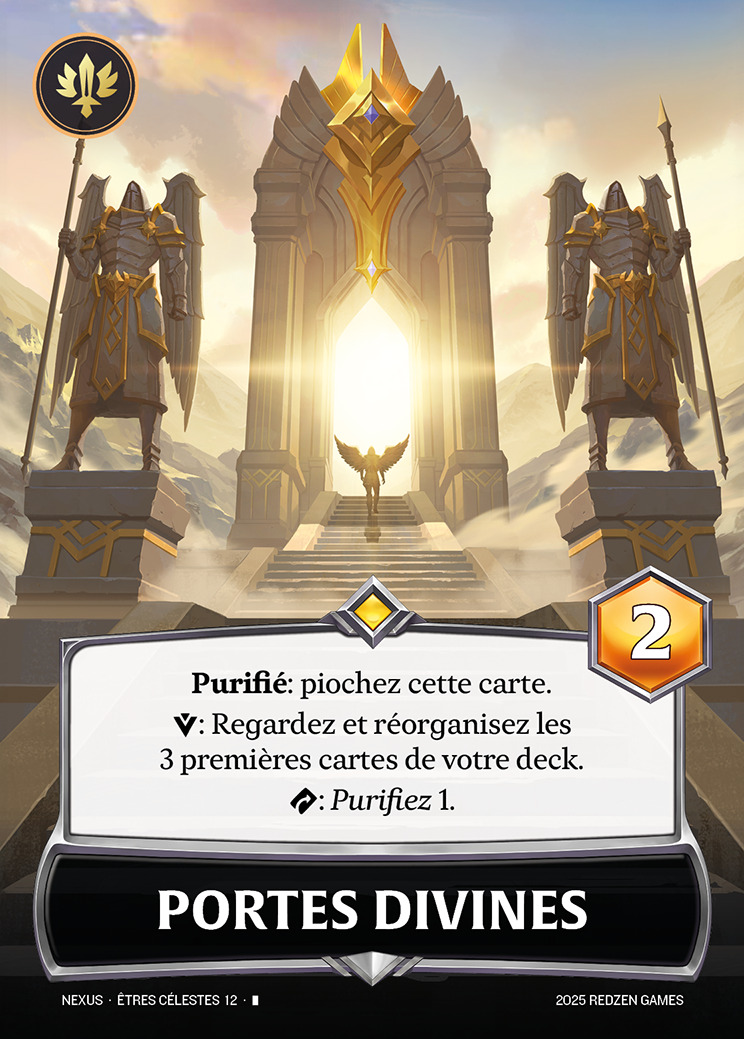 2
Purifié: piochez cette carte.
: Regardez et réorganisez les
3 premières cartes de votre deck.
: Purifiez 1.
PORTES DIVINES
NEXUS · ÊTRES CÉLESTES 12 ·
2025 REDZEN GAMES